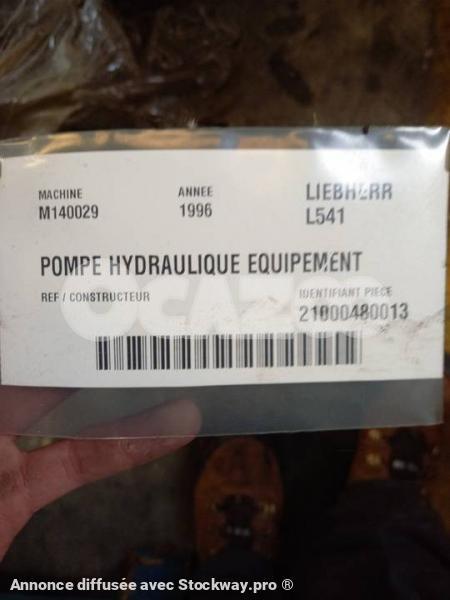 MACHINE ANNEE LIEBHERR
M140029 1996 L541
POMPE HYDRAULIQUE EQUIPEMENT
REF / CONSTRUCTEUR IDENTIFIANT PIECE
21000480013
OCAZOO
Annonce diffusée avec Stockway.pro ®